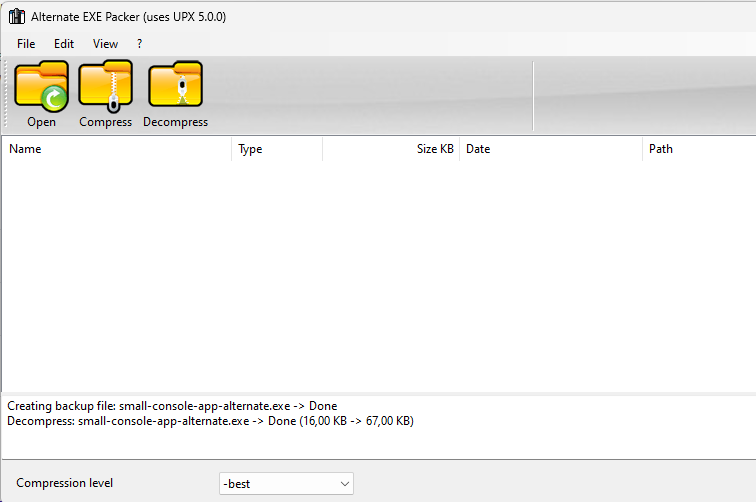 Alternate EXE Packer (uses UPX 5.0.0)
File Edit View ?
Open Compress Decompress
Name Type Size KB Date Path
Creating backup file: small-console-app-alternate.exe -> Done
Decompress: small-console-app-alternate.exe -> Done (16,00 KB -> 67,00 KB)
Compression level -best